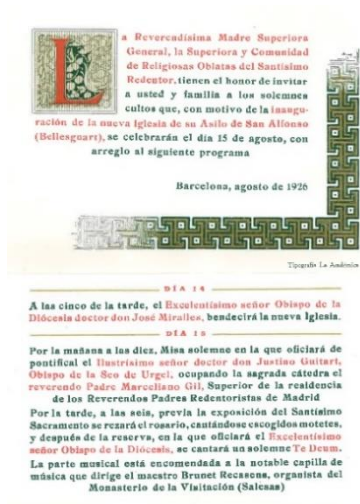 La Reverendísima Madre Superiora
General, la Superiora y Comunidad
de Religiosas Oblatas del Santísimo
Redentor, tienen el honor de invitar
a usted y familia a los solemnes
cultos que, con motivo de la inaugu-
ración de la nueva Iglesia de su Asilo de San Alfonso
(Bellesguart), se celebrarán el día 15 de agosto, con
arreglo al siguiente programa
Barcelona, agosto de 1926
Tipografía La Académica
DÍA 14
A las cinco de la tarde, el Excelentísimo señor Obispo de la
Diócesis doctor don José Miralles, bendecirá la nueva Iglesia.
DÍA 15
Por la mañana a las diez, Misa solemne en la que oficiará de
pontifical el Ilustrísimo señor doctor don Justino Guitart,
Obispo de la Seo de Urgel, ocupando la sagrada cátedra el
reverendo Padre Marceliano Gil, Superior de la residencia
de los Reverendos Padres Redentoristas de Madrid
Por la tarde, a las seis, previa la exposición del Santísimo
Sacramento se rezará el rosario, cantándose escogidos motetes,
y después de la reserva, en la que oficiará el Excelentísimo
señor Obispo de la Diócesis, se cantará un solemne Te Deum.
La parte musical está encomendada a la notable capilla de
música que dirige el maestro Brunet Recasens, organista del
Monasterio de la Visitación (Salesas)